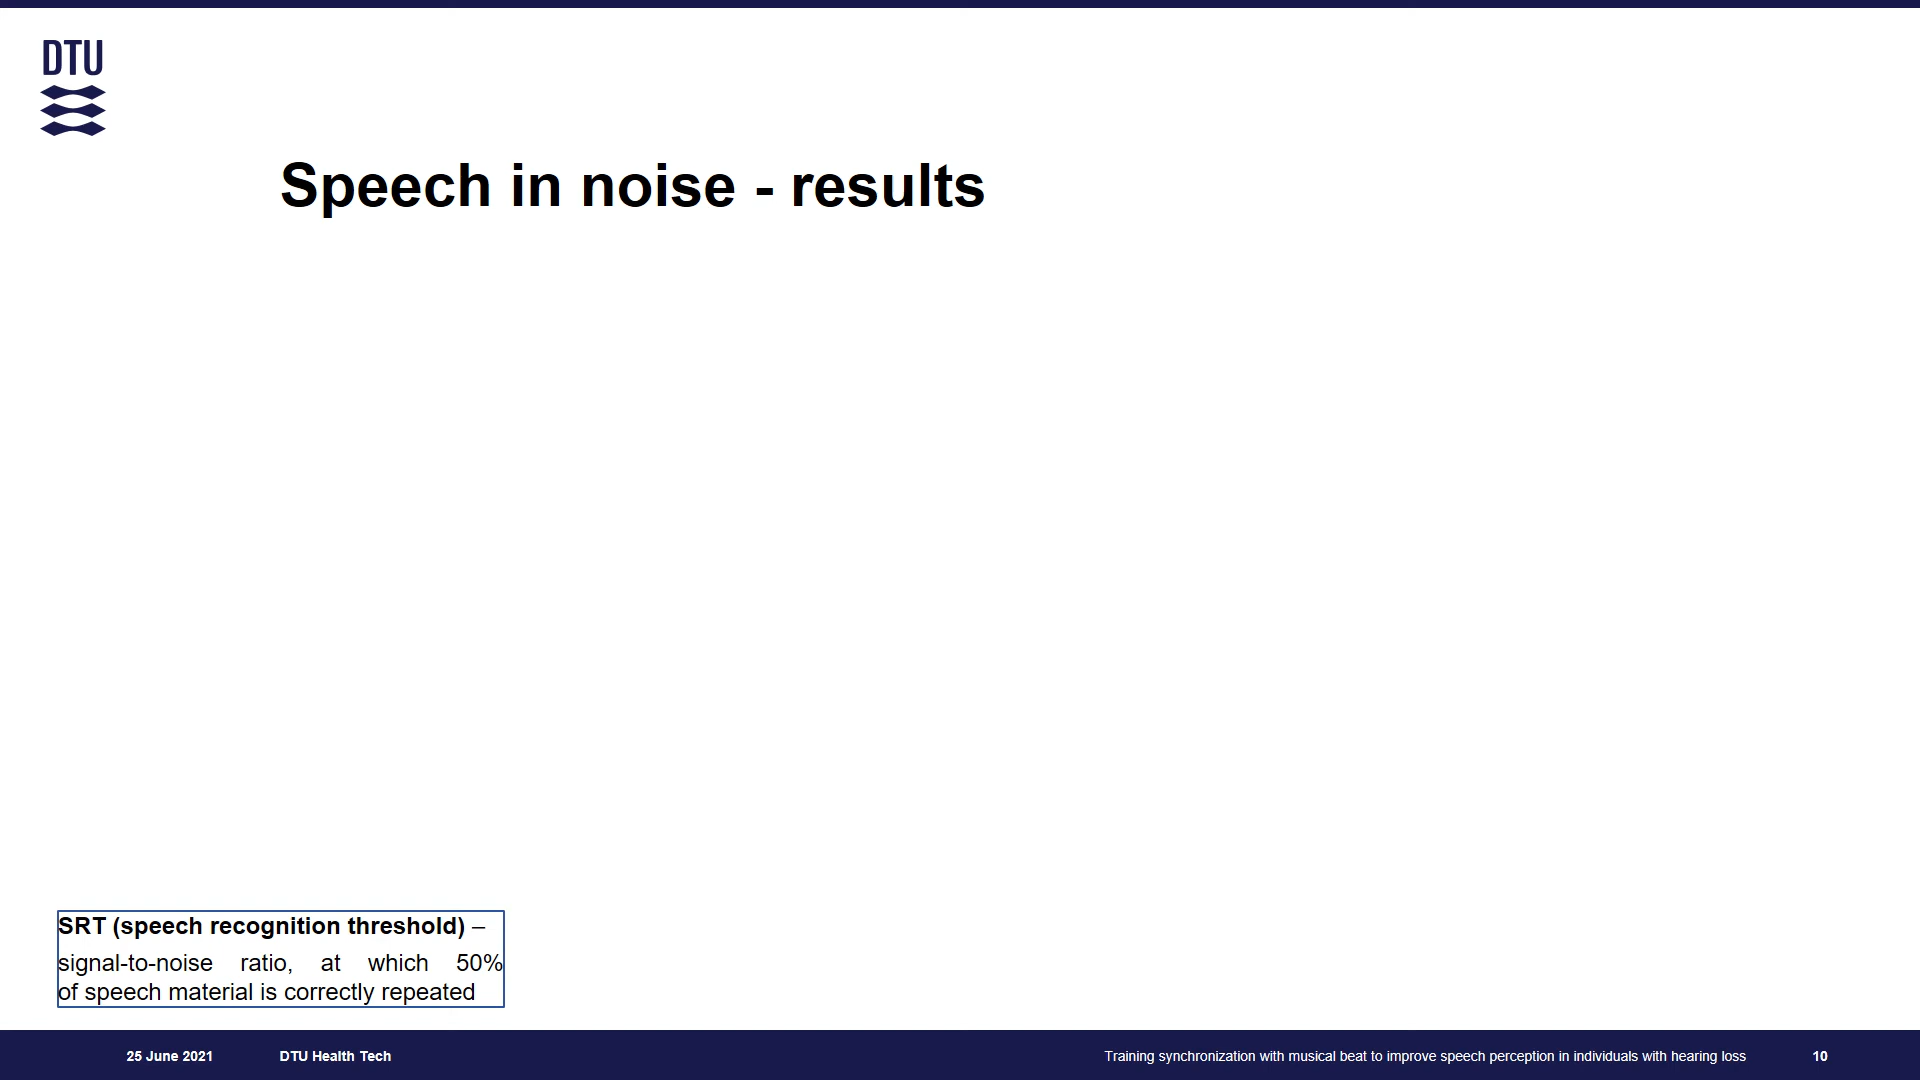 DTU
Speech in noise - results
SRT (speech recognition threshold) –
signal-to-noise ratio, at which 50%
of speech material is correctly repeated
25 June 2021
DTU Health Tech
Training synchronization with musical beat to improve speech perception in individuals with hearing loss
10